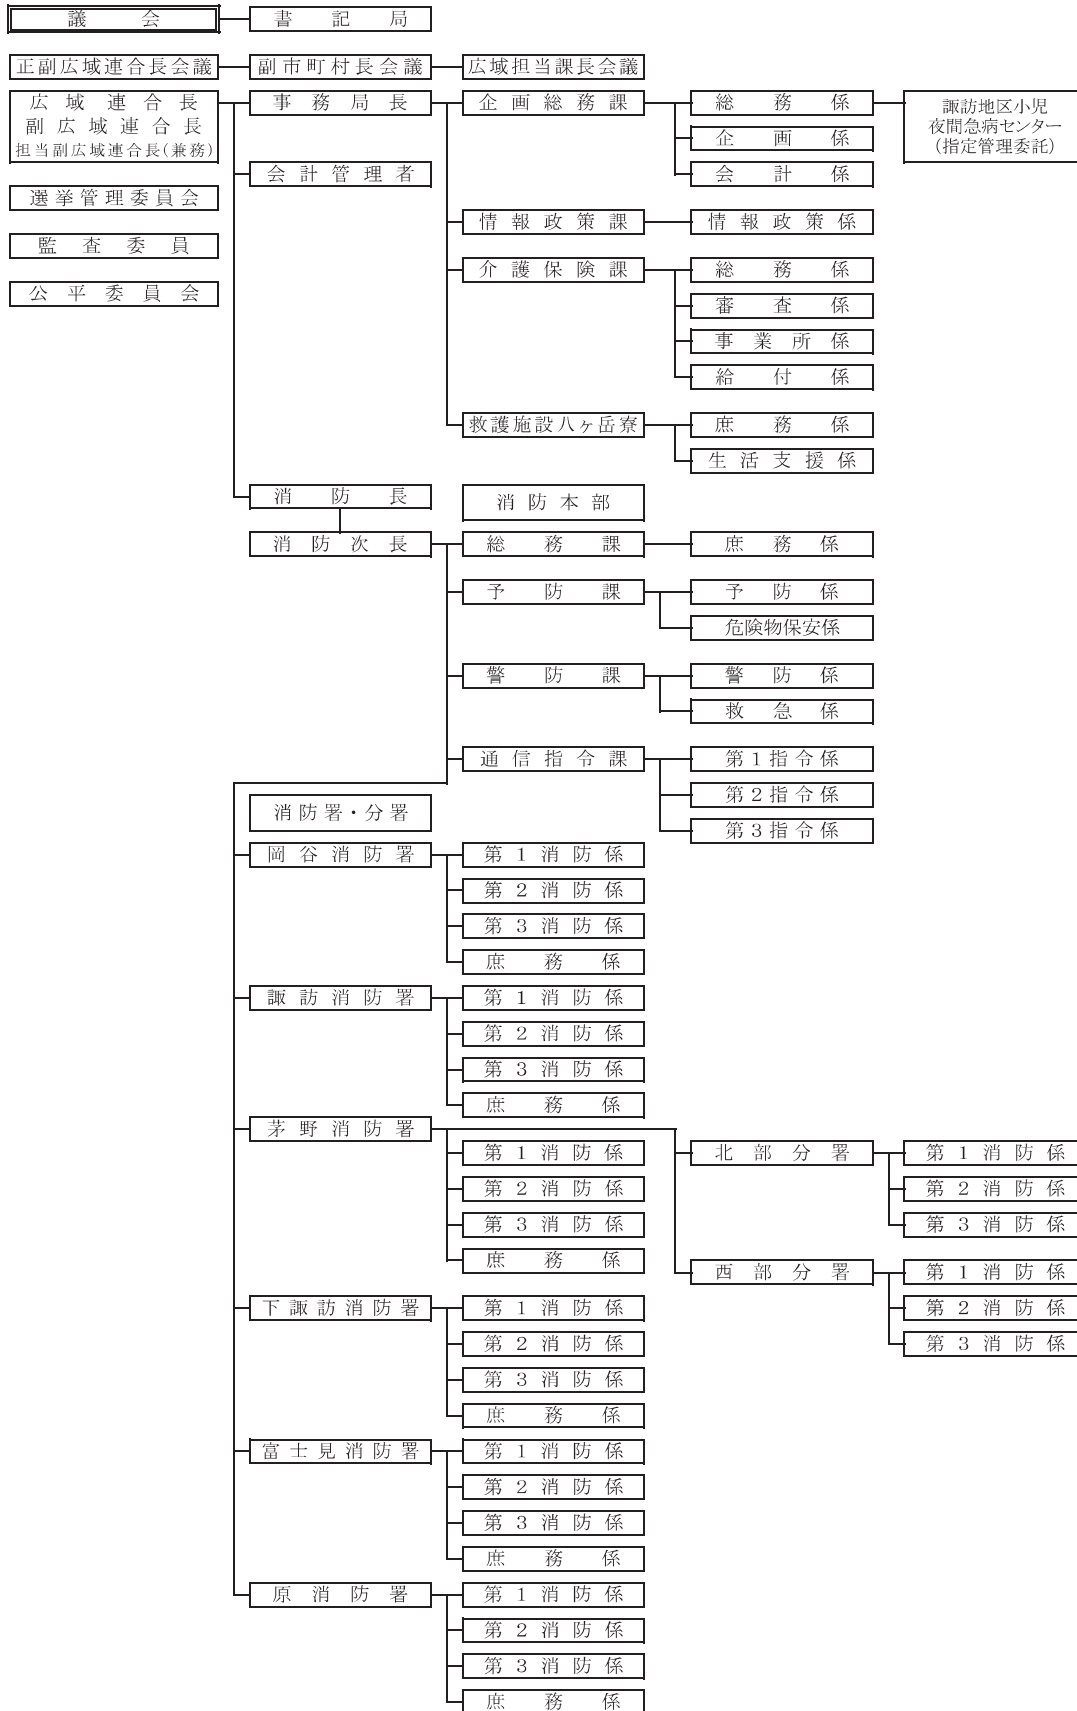 議会
書記局
正副広域連合長会議
副市町村長会議
広域担当課長会議
広域連合長
副広域連合長
担当副広域連合長(兼務)
事務局長
企画総務課
総務係
諏訪地区小児
夜間急病センター
(指定管理委託)
企画係
会計係
会計管理者
選挙管理委員会
監査委員
公平委員会
情報政策課
情報政策係
介護保険課
総務係
審査係
事業所係
給付係
救護施設八ヶ岳寮
庶務係
生活支援係
消防長
消防本部
消防次長
総務課
庶務係
予防課
予防係
危険物保安係
警防課
警防係
救急係
通信指令課
第1指令係
第2指令係
第3指令係
消防署・分署
岡谷消防署
第1消防係
第2消防係
第3消防係
庶務係
諏訪消防署
第1消防係
第2消防係
第3消防係
庶務係
茅野消防署
第1消防係
第2消防係
第3消防係
庶務係
北部分署
第1消防係
第2消防係
第3消防係
西部分署
第1消防係
第2消防係
第3消防係
下諏訪消防署
第1消防係
第2消防係
第3消防係
庶務係
富士見消防署
第1消防係
第2消防係
第3消防係
庶務係
原消防署
第1消防係
第2消防係
第3消防係
庶務係